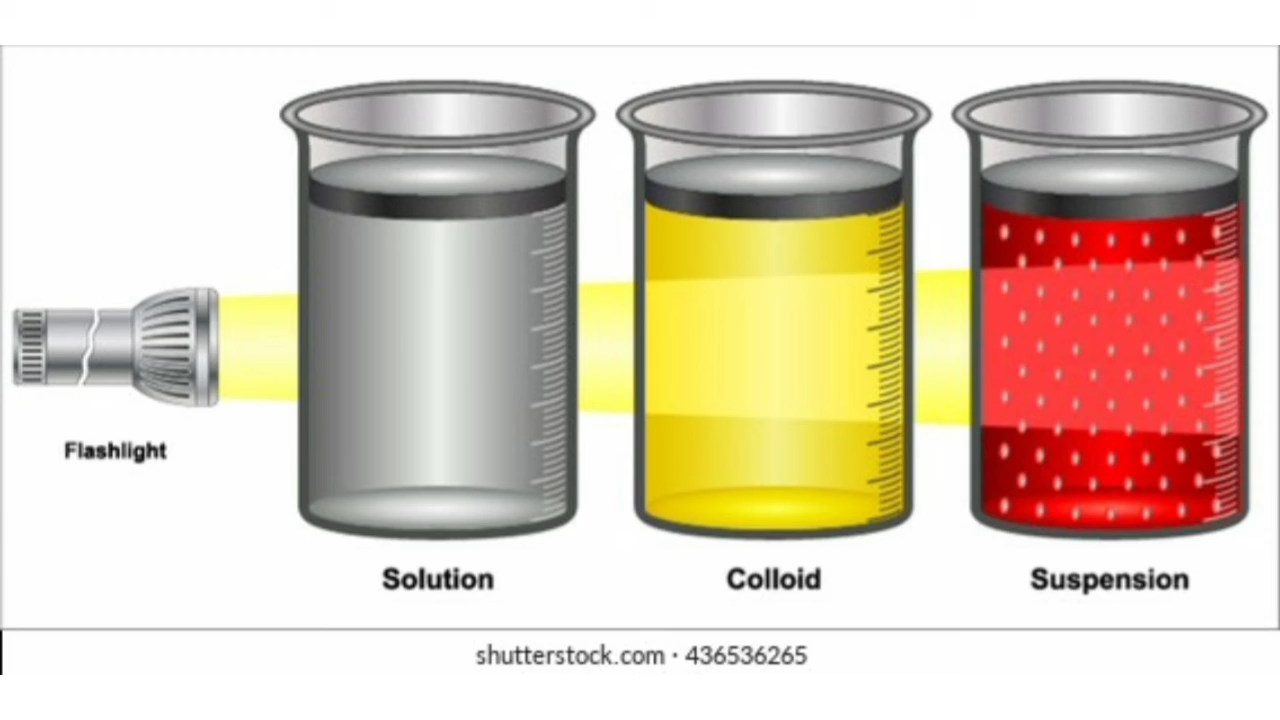 Flashlight
Solution
Colloid
Suspension
shutterstock.com · 436536265